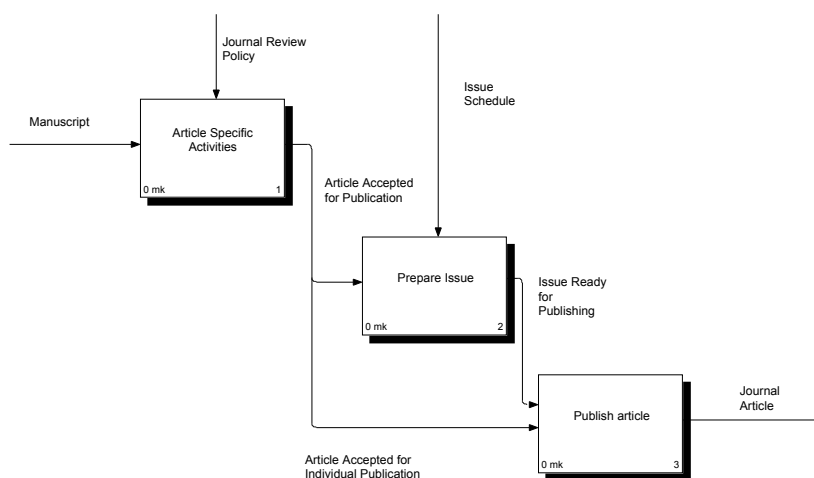 Journal Review
Policy
Issue
Schedule
Manuscript
Article Specific
Activities
0 mk 1
Article Accepted
for Publication
Prepare Issue
0 mk 2
Issue Ready
for
Publishing
Journal
Article
Publish article
0 mk 3
Article Accepted for
Individual Publication